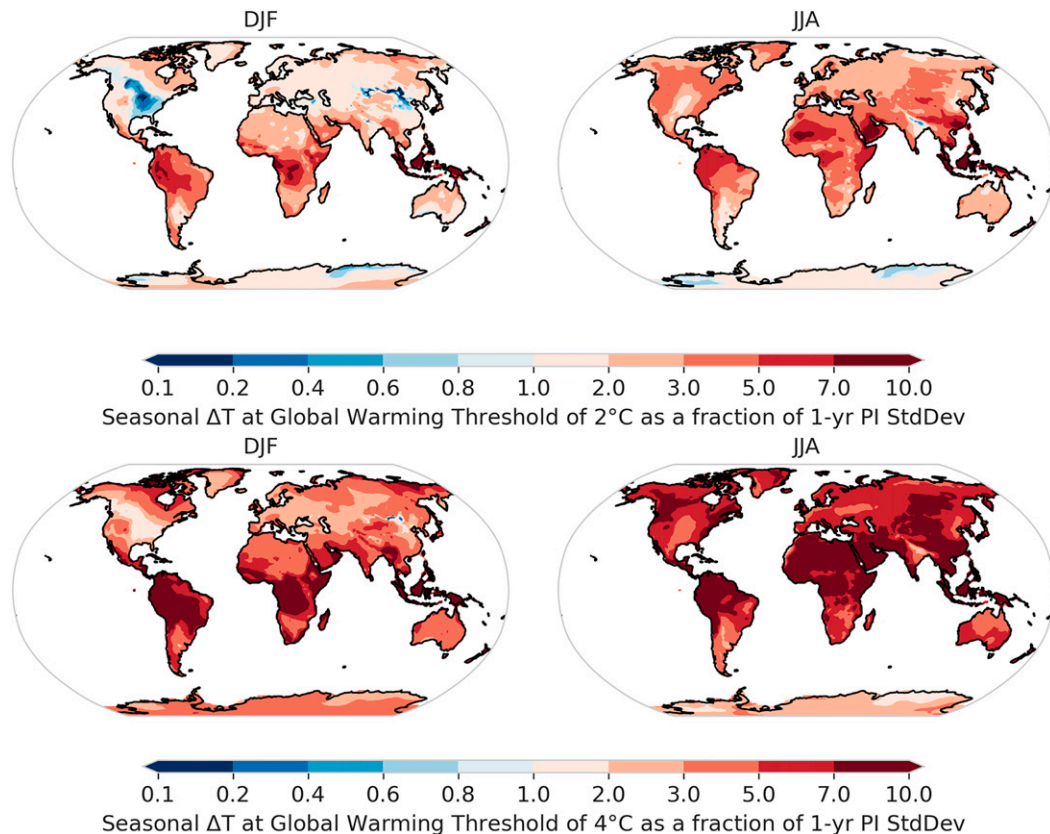 DJF JJA
0.1 0.2 0.4 0.6 0.8 1.0 2.0 3.0 5.0 7.0 10.0
Seasonal ΔT at Global Warming Threshold of 2°C as a fraction of 1-yr PI StdDev
DJF JJA
0.1 0.2 0.4 0.6 0.8 1.0 2.0 3.0 5.0 7.0 10.0
Seasonal ΔT at Global Warming Threshold of 4°C as a fraction of 1-yr PI StdDev